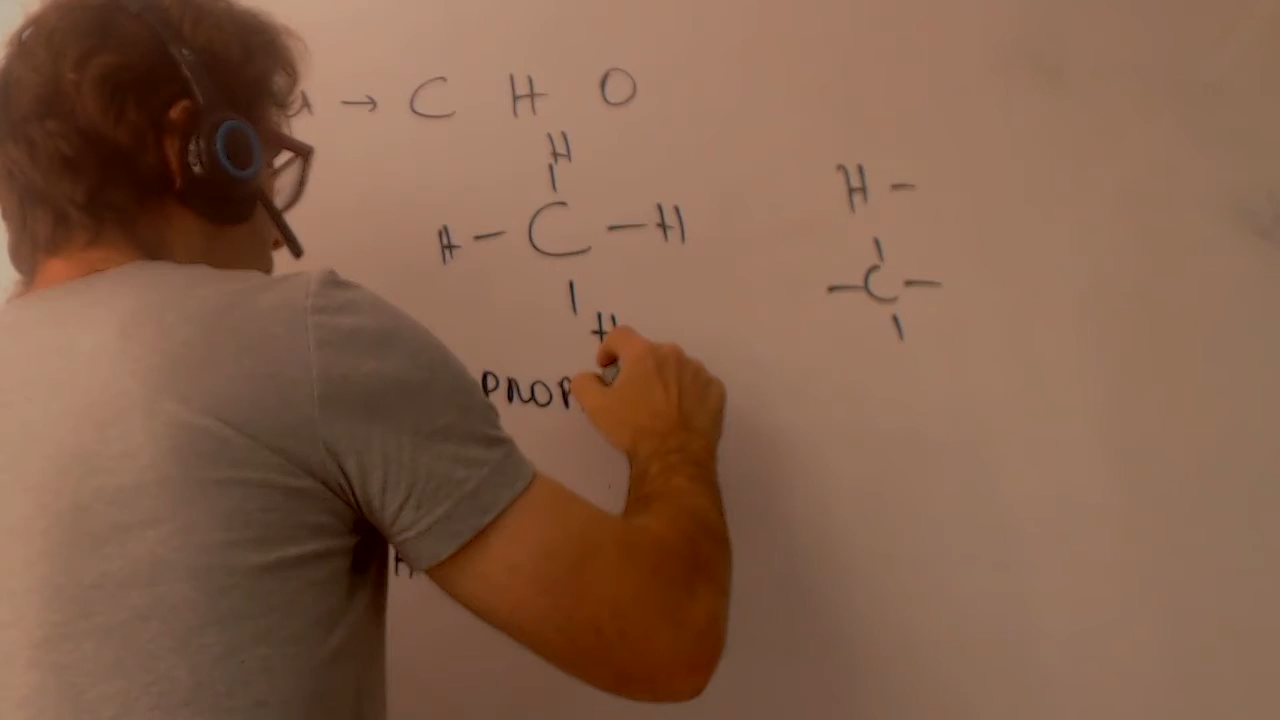 → C H O
H
H - C - H
H
PROP
H -
- C -
H